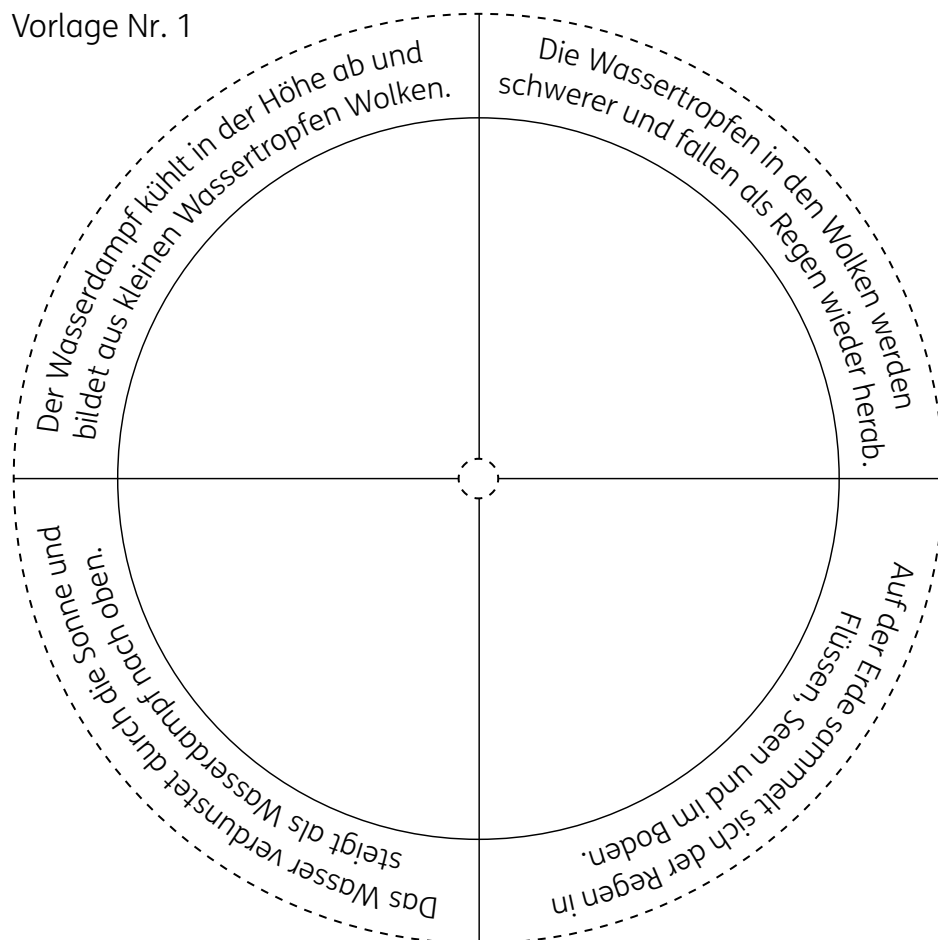 Vorlage Nr. 1
Der Wasserdampf kühlt in der Höhe ab und
bildet aus kleinen Wassertropfen Wolken.
Die Wassertropfen in den Wolken werden
schwerer und fallen als Regen wieder herab.
Auf der Erde sammelt sich der Regen in
Flüssen, Seen und im Boden.
Das Wasser verdunstet durch die Sonne und
steigt als Wasserdampf nach oben.